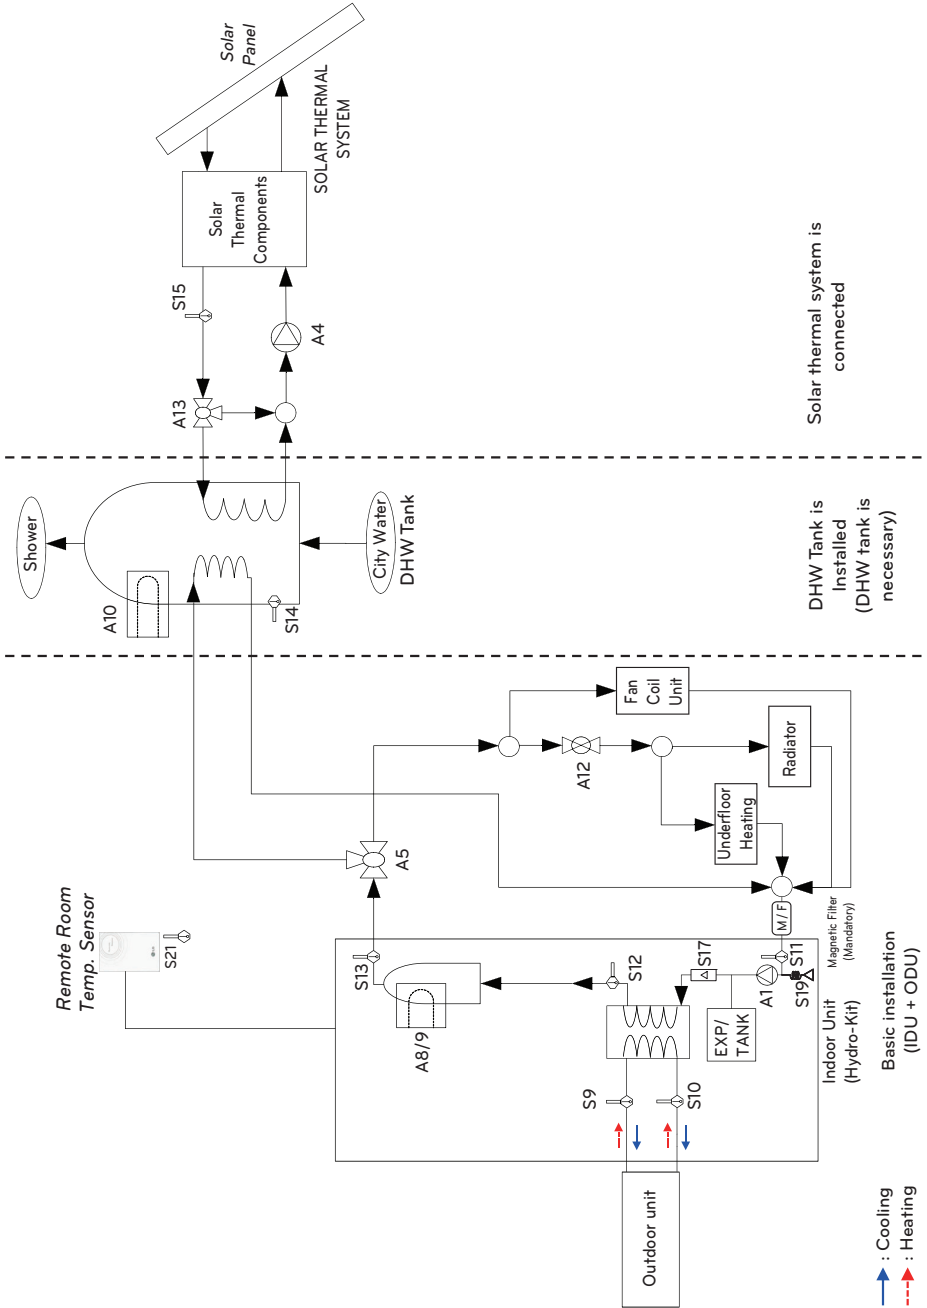 Outdoor unit
: Cooling
: Heating
Remote Room
Temp. Sensor
S21
S9
S10
A8/9
S12
S13
EXP/
TANK
S17
A1
S19
S11
Indoor Unit
(Hydro-Kit)
Magnetic Filter
(Mandatory)
M / F
Basic installation
(IDU + ODU)
A5
Underfloor
Heating
A12
Radiator
Fan
Coil
Unit
A10
Shower
S14
City Water
DHW Tank
DHW Tank is
Installed
(DHW tank is
necessary)
A13
S15
A4
Solar
Thermal
Components
Solar
Panel
SOLAR THERMAL
SYSTEM
Solar thermal system is
connected